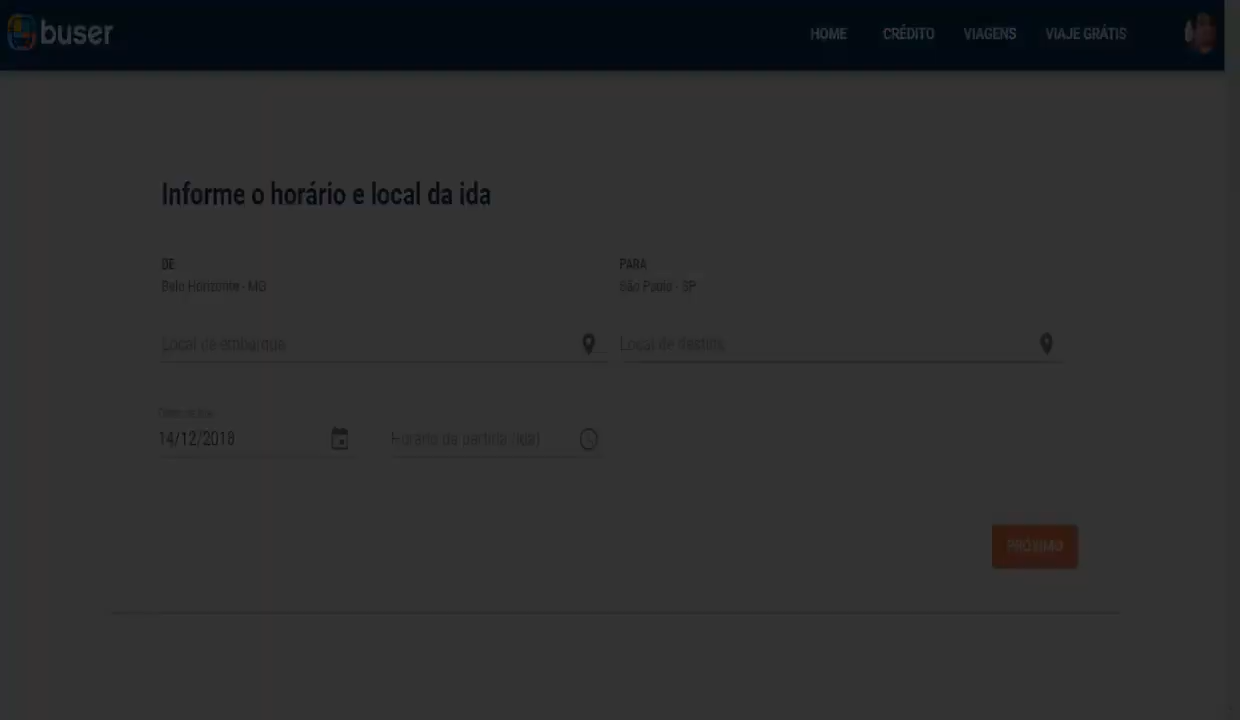 buser
HOME CRÉDITO VIAGENS VIAJE GRÁTIS
Informe o horário e local da ida
DE PARA
Belo Horizonte - MG São Paulo - SP
Local de embarque Local de destino
14/12/2018 Horário da partida (ida)
PRÓXIMO